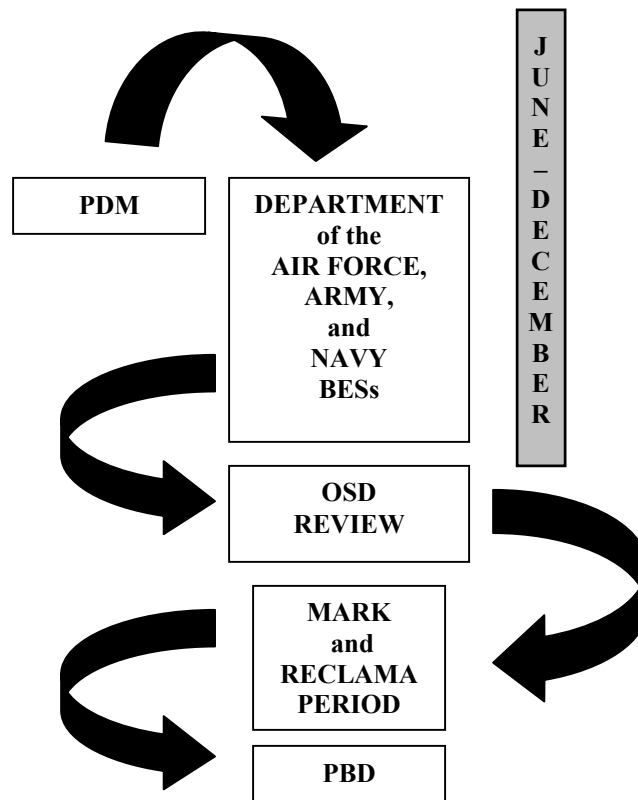 PDM
DEPARTMENT
of the
AIR FORCE,
ARMY,
and
NAVY
BESs
J
U
N
E
–
D
E
C
E
M
B
E
R
OSD
REVIEW
MARK
and
RECLAMA
PERIOD
PBD